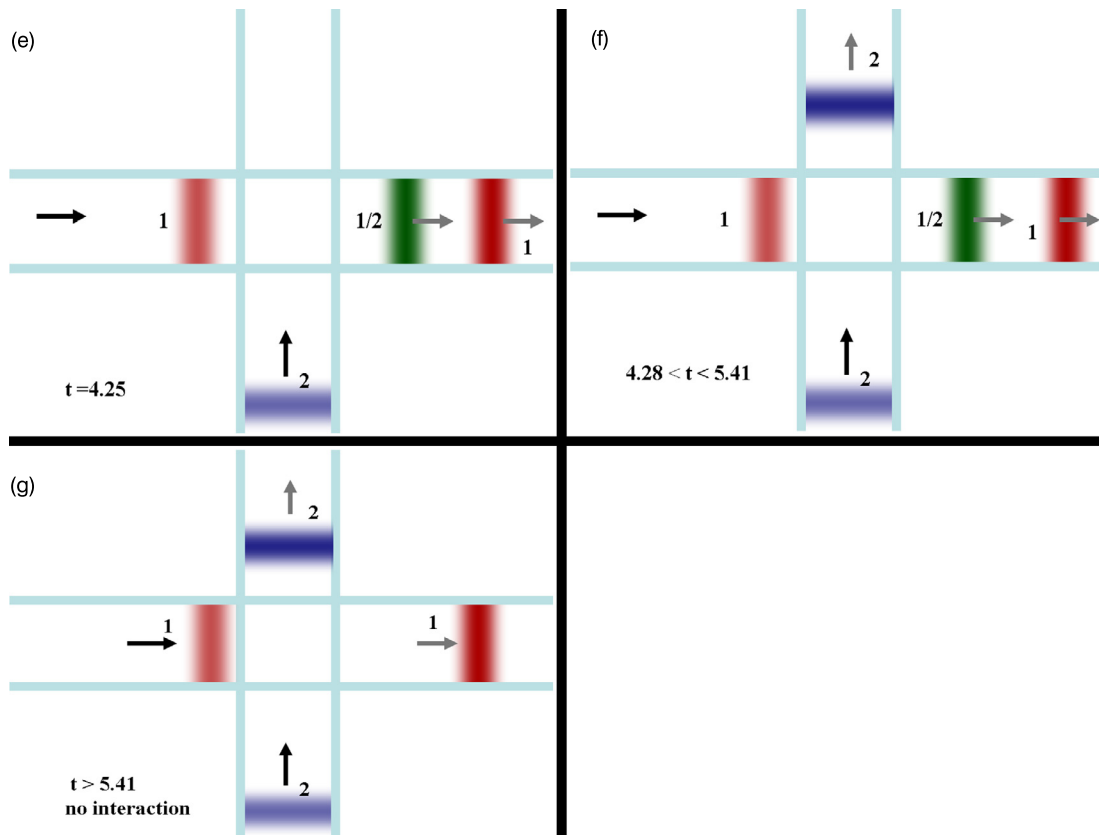 (e)
1
1/2
1
2
t =4.25
(f)
2
1
1/2
1
2
4.28 < t < 5.41
(g)
2
1
1
2
t > 5.41
no interaction